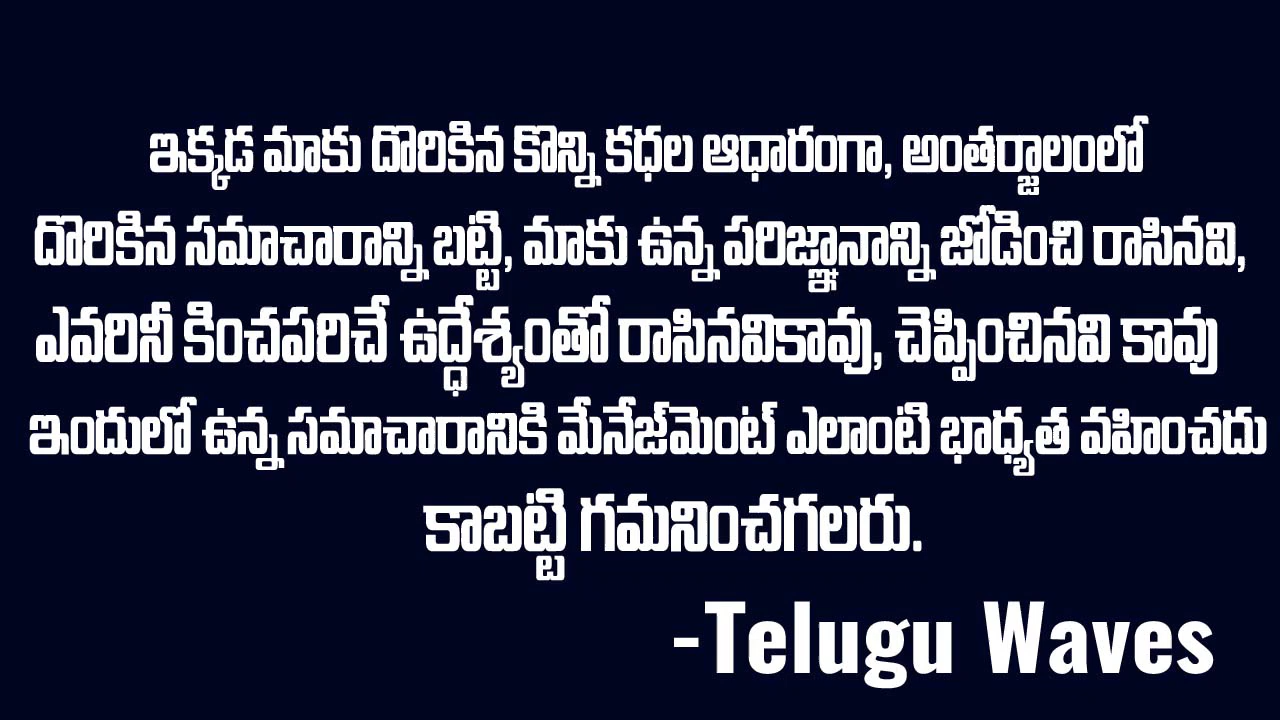 ఇక్కడ మాకు దొరికిన కొన్ని కధల ఆధారంగా, అంతర్జాలంలో
దొరికిన సమాచారాన్ని బట్టి, మాకు ఉన్న పరిజ్ఞానాన్ని జోడించి రాసినవి,
ఎవరినీ కించపరిచే ఉద్ధేశ్యంతో రాసినవికావు, చెప్పించినవి కావు
ఇందులో ఉన్న సమాచారానికి మేనేజ్‌మెంట్ ఎలాంటి భాధ్యత వహించదు
కాబట్టి గమనించగలరు.
-Telugu Waves